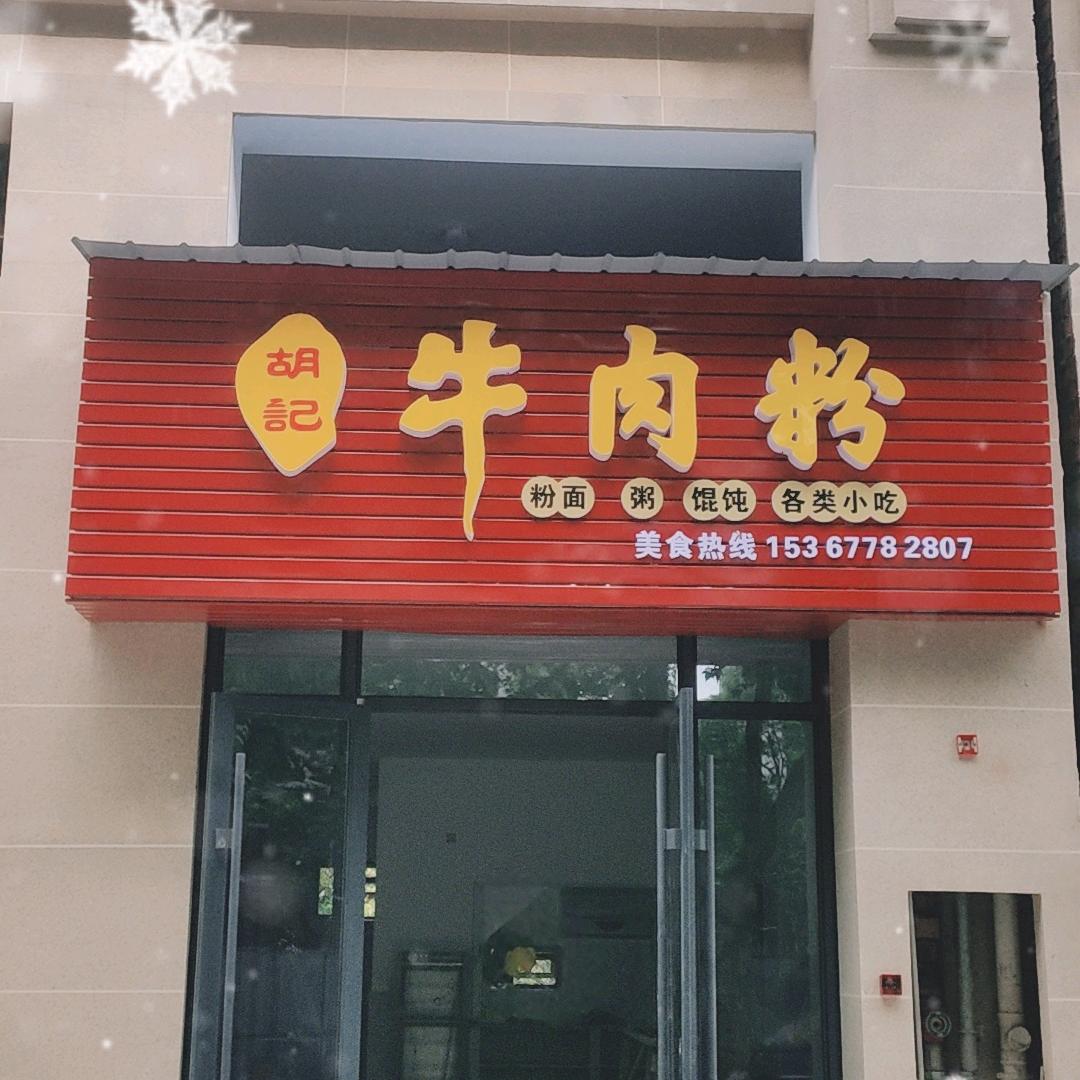 胡
記
牛肉粉
粉面 粥 馄饨 各类小吃
美食热线 153 6778 2807